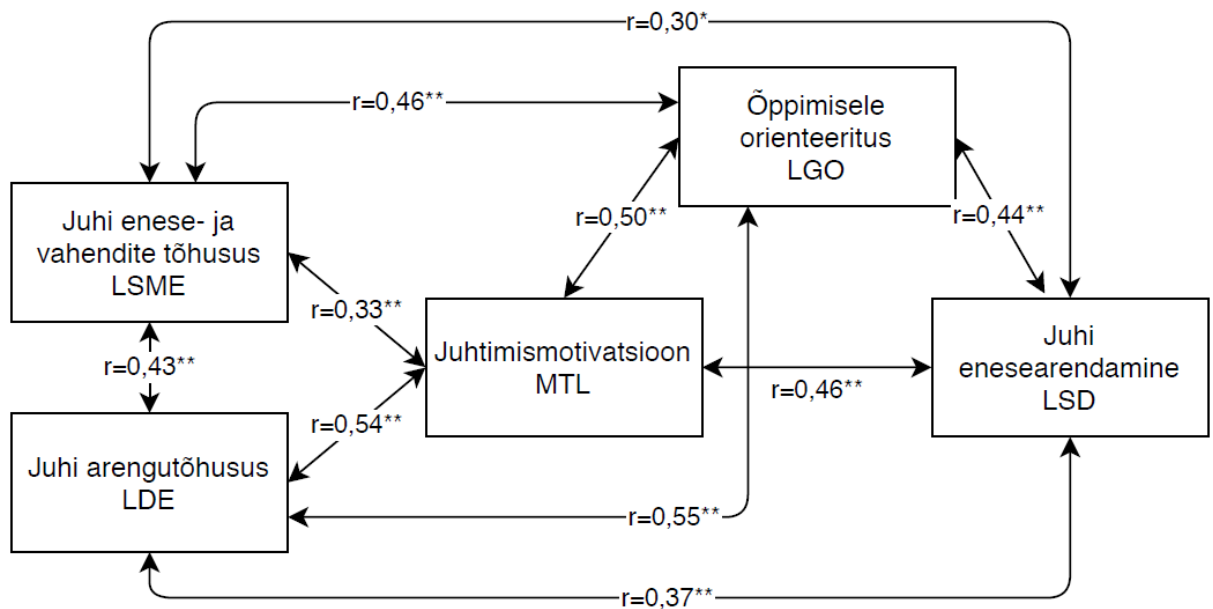 r=0,30*
r=0,46**
Õppimisele
orienteeritus
LGO
Juhi enese- ja
vahendite tõhusus
LSME
r=0,50**
r=0,44**
r=0,33**
Juhtimismotivatsioon
MTL
Juhi
enesearendamine
LSD
r=0,43**
r=0,46**
r=0,54**
Juhi arengutõhusus
LDE
r=0,55**
r=0,37**